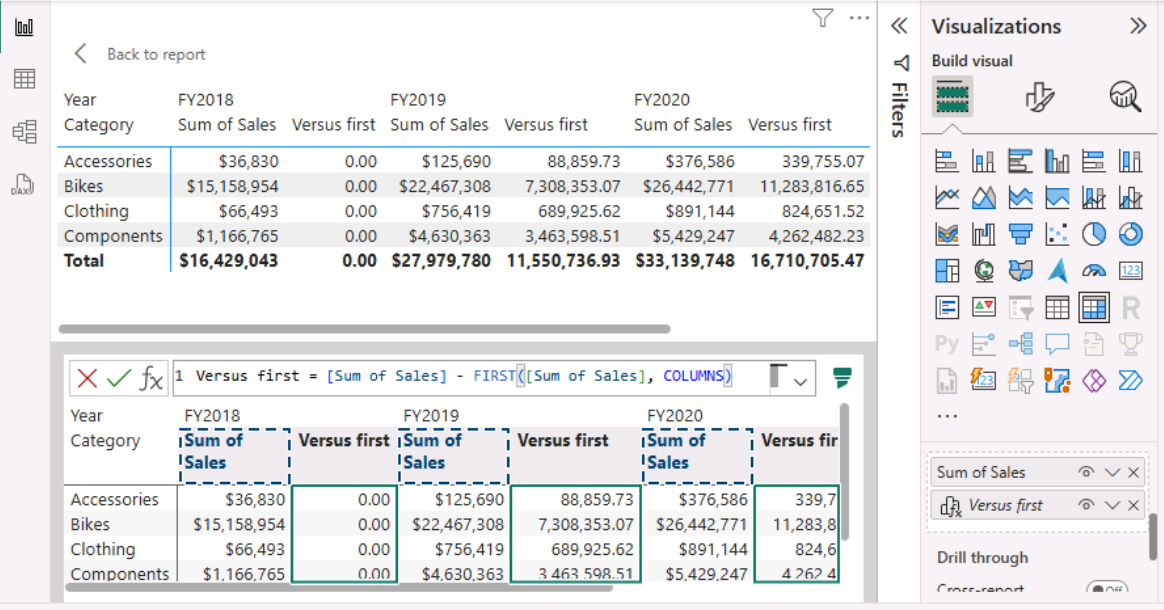 Back to report
Year FY2018 FY2019 FY2020
Category Sum of Sales Versus first Sum of Sales Versus first Sum of Sales Versus first
Accessories $36,830 0.00 $125,690 88,859.73 $376,586 339,755.07
Bikes $15,158,954 0.00 $22,467,308 7,308,353.07 $26,442,771 11,283,816.65
Clothing $66,493 0.00 $756,419 689,925.62 $891,144 824,651.52
Components $1,166,765 0.00 $4,630,363 3,463,598.51 $5,429,247 4,262,482.23
Total $16,429,043 0.00 $27,979,780 11,550,736.93 $33,139,748 16,710,705.47
fx 1 Versus first = [Sum of Sales] - FIRST([Sum of Sales], COLUMNS)
Year FY2018 FY2019 FY2020
Category Sum of Versus first Sum of Versus first Sum of Versus fir
Sales Sales Sales
Accessories $36,830 0.00 $125,690 88,859.73 $376,586 339,7
Bikes $15,158,954 0.00 $22,467,308 7,308,353.07 $26,442,771 11,283,8
Clothing $66,493 0.00 $756,419 689,925.62 $891,144 824,6
Components $1,166,765 0.00 $4,630,363 3,463,598.51 $5,429,247 4,262,4
Filters
Visualizations
Build visual
123
R
Py
123
...
Sum of Sales
fx Versus first
Drill through
Cross-report Off
DAX